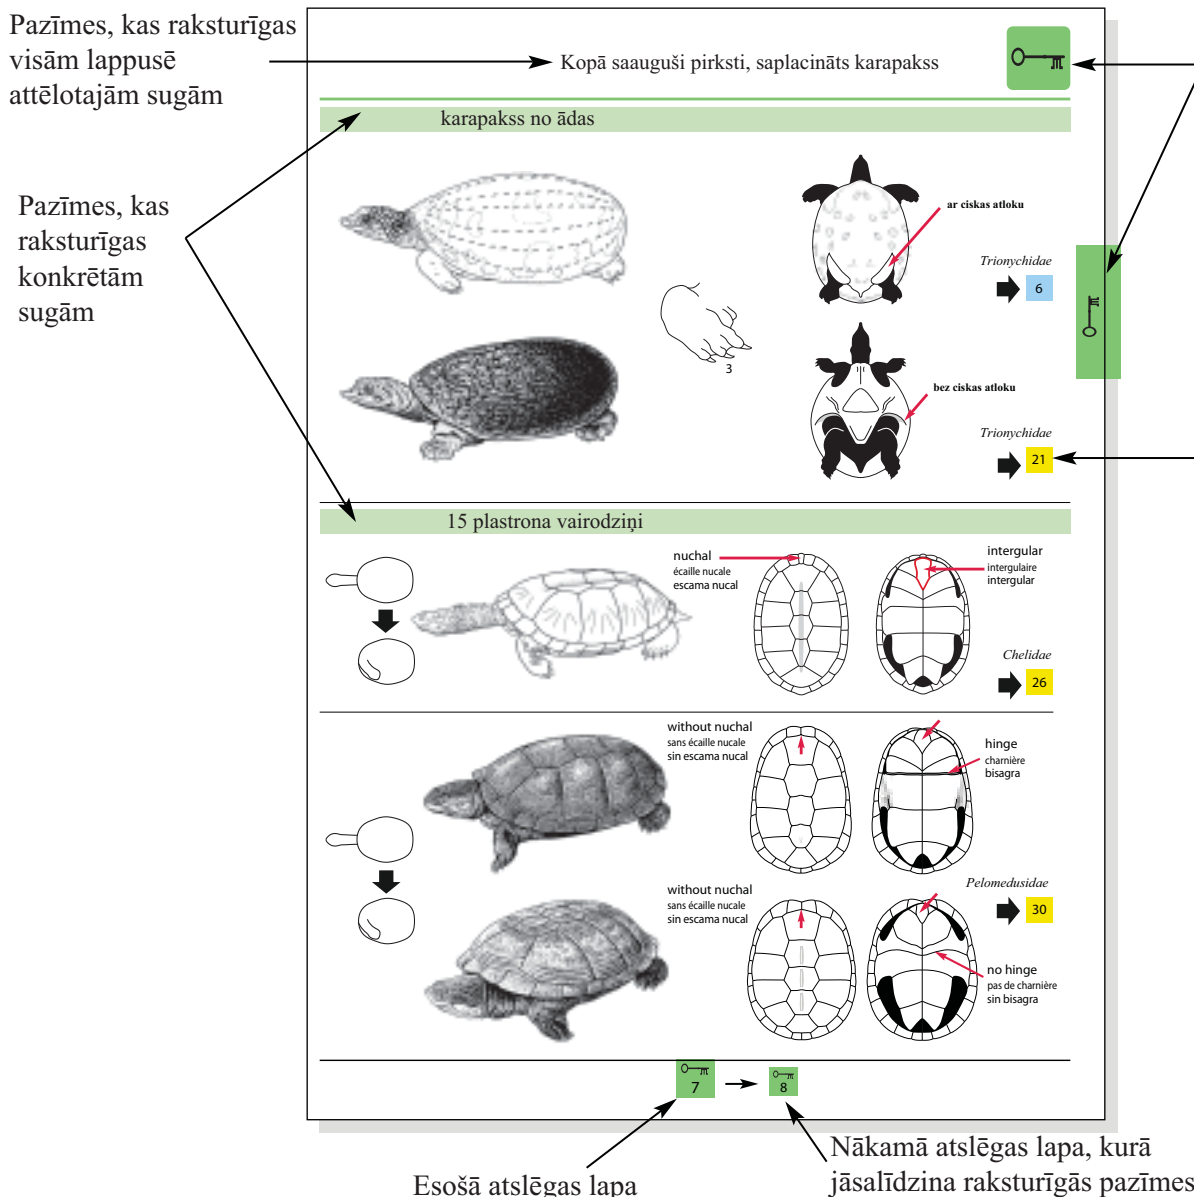 Pazīmes, kas raksturīgas
visām lappusē
attēlotajām sugām
Kopā saauguši pirksti, saplacināts karapakss
karapakss no ādas
Pazīmes, kas
raksturīgas
konkrētām
sugām
ar ciskas atloku
Trionychidae
6
3
bez ciskas atloku
Trionychidae
21
15 plastrona vairodziņi
nuchal
écaille nucale
escama nucal
intergular
intergulaire
intergular
Chelidae
26
without nuchal
sans écaille nucale
sin escama nucal
hinge
charnière
bisagra
Pelomedusidae
30
without nuchal
sans écaille nucale
sin escama nucal
no hinge
pas de charnière
sin bisagra
7
8
Esošā atslēgas lapa
Nākamā atslēgas lapa, kurā
jāsalīdzina raksturīgās pazīmes